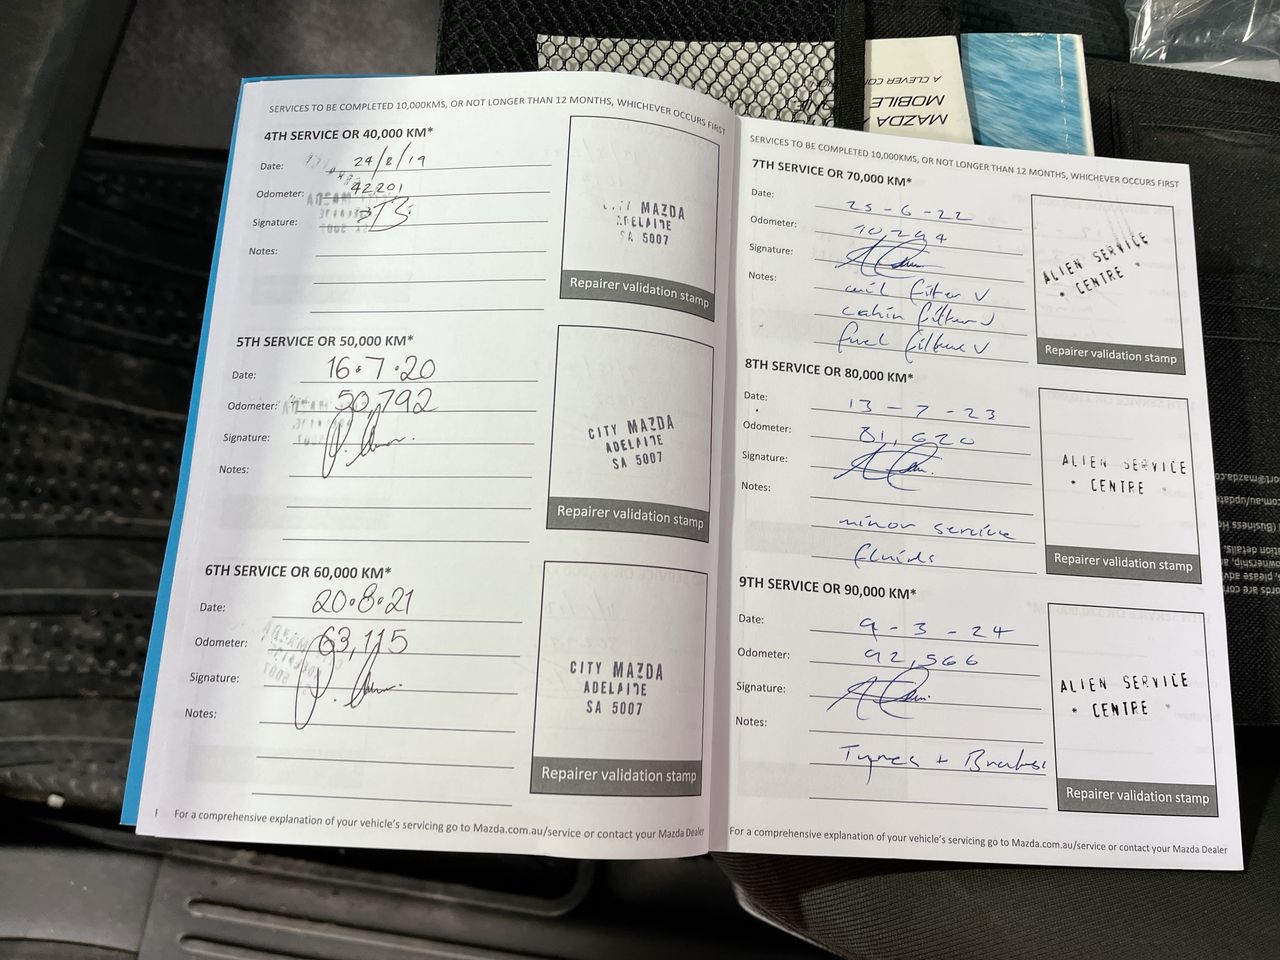 SERVICES TO BE COMPLETED 10,000KMS, OR NOT LONGER THAN 12 MONTHS, WHICHEVER OCCURS FIRST
4TH SERVICE OR 40,000 KM*
Date: 24/8/19
Odometer: 42201
Signature:
Notes:
MAZDA
ADELAIDE
SA 5007
Repairer validation stamp
5TH SERVICE OR 50,000 KM*
Date: 16.7.20
Odometer: 50,792
Signature:
Notes:
CITY MAZDA
ADELAIDE
SA 5007
Repairer validation stamp
6TH SERVICE OR 60,000 KM*
Date: 20.8.21
Odometer: 63,115
Signature:
Notes:
CITY MAZDA
ADELAIDE
SA 5007
Repairer validation stamp
For a comprehensive explanation of your vehicle's servicing go to Mazda.com.au/service or contact your Mazda Dealer
SERVICES TO BE COMPLETED 10,000KMS, OR NOT LONGER THAN 12 MONTHS, WHICHEVER OCCURS FIRST
7TH SERVICE OR 70,000 KM*
Date: 25-6-22
Odometer: 70,294
Signature:
Notes: oil filter √
cabin filter √
fuel filter √
ALIEN SERVICE
* CENTRE *
Repairer validation stamp
8TH SERVICE OR 80,000 KM*
Date: 13-7-23
Odometer: 81,620
Signature:
Notes:
minor service
fluids
ALIEN SERVICE
* CENTRE *
Repairer validation stamp
9TH SERVICE OR 90,000 KM*
Date: 9-3-24
Odometer: 92,566
Signature:
Notes:
Tyres + Brakes
ALIEN SERVICE
* CENTRE *
Repairer validation stamp
For a comprehensive explanation of your vehicle's servicing go to Mazda.com.au/service or contact your Mazda Dealer
MAZDA
MOBILE
A CLEVER